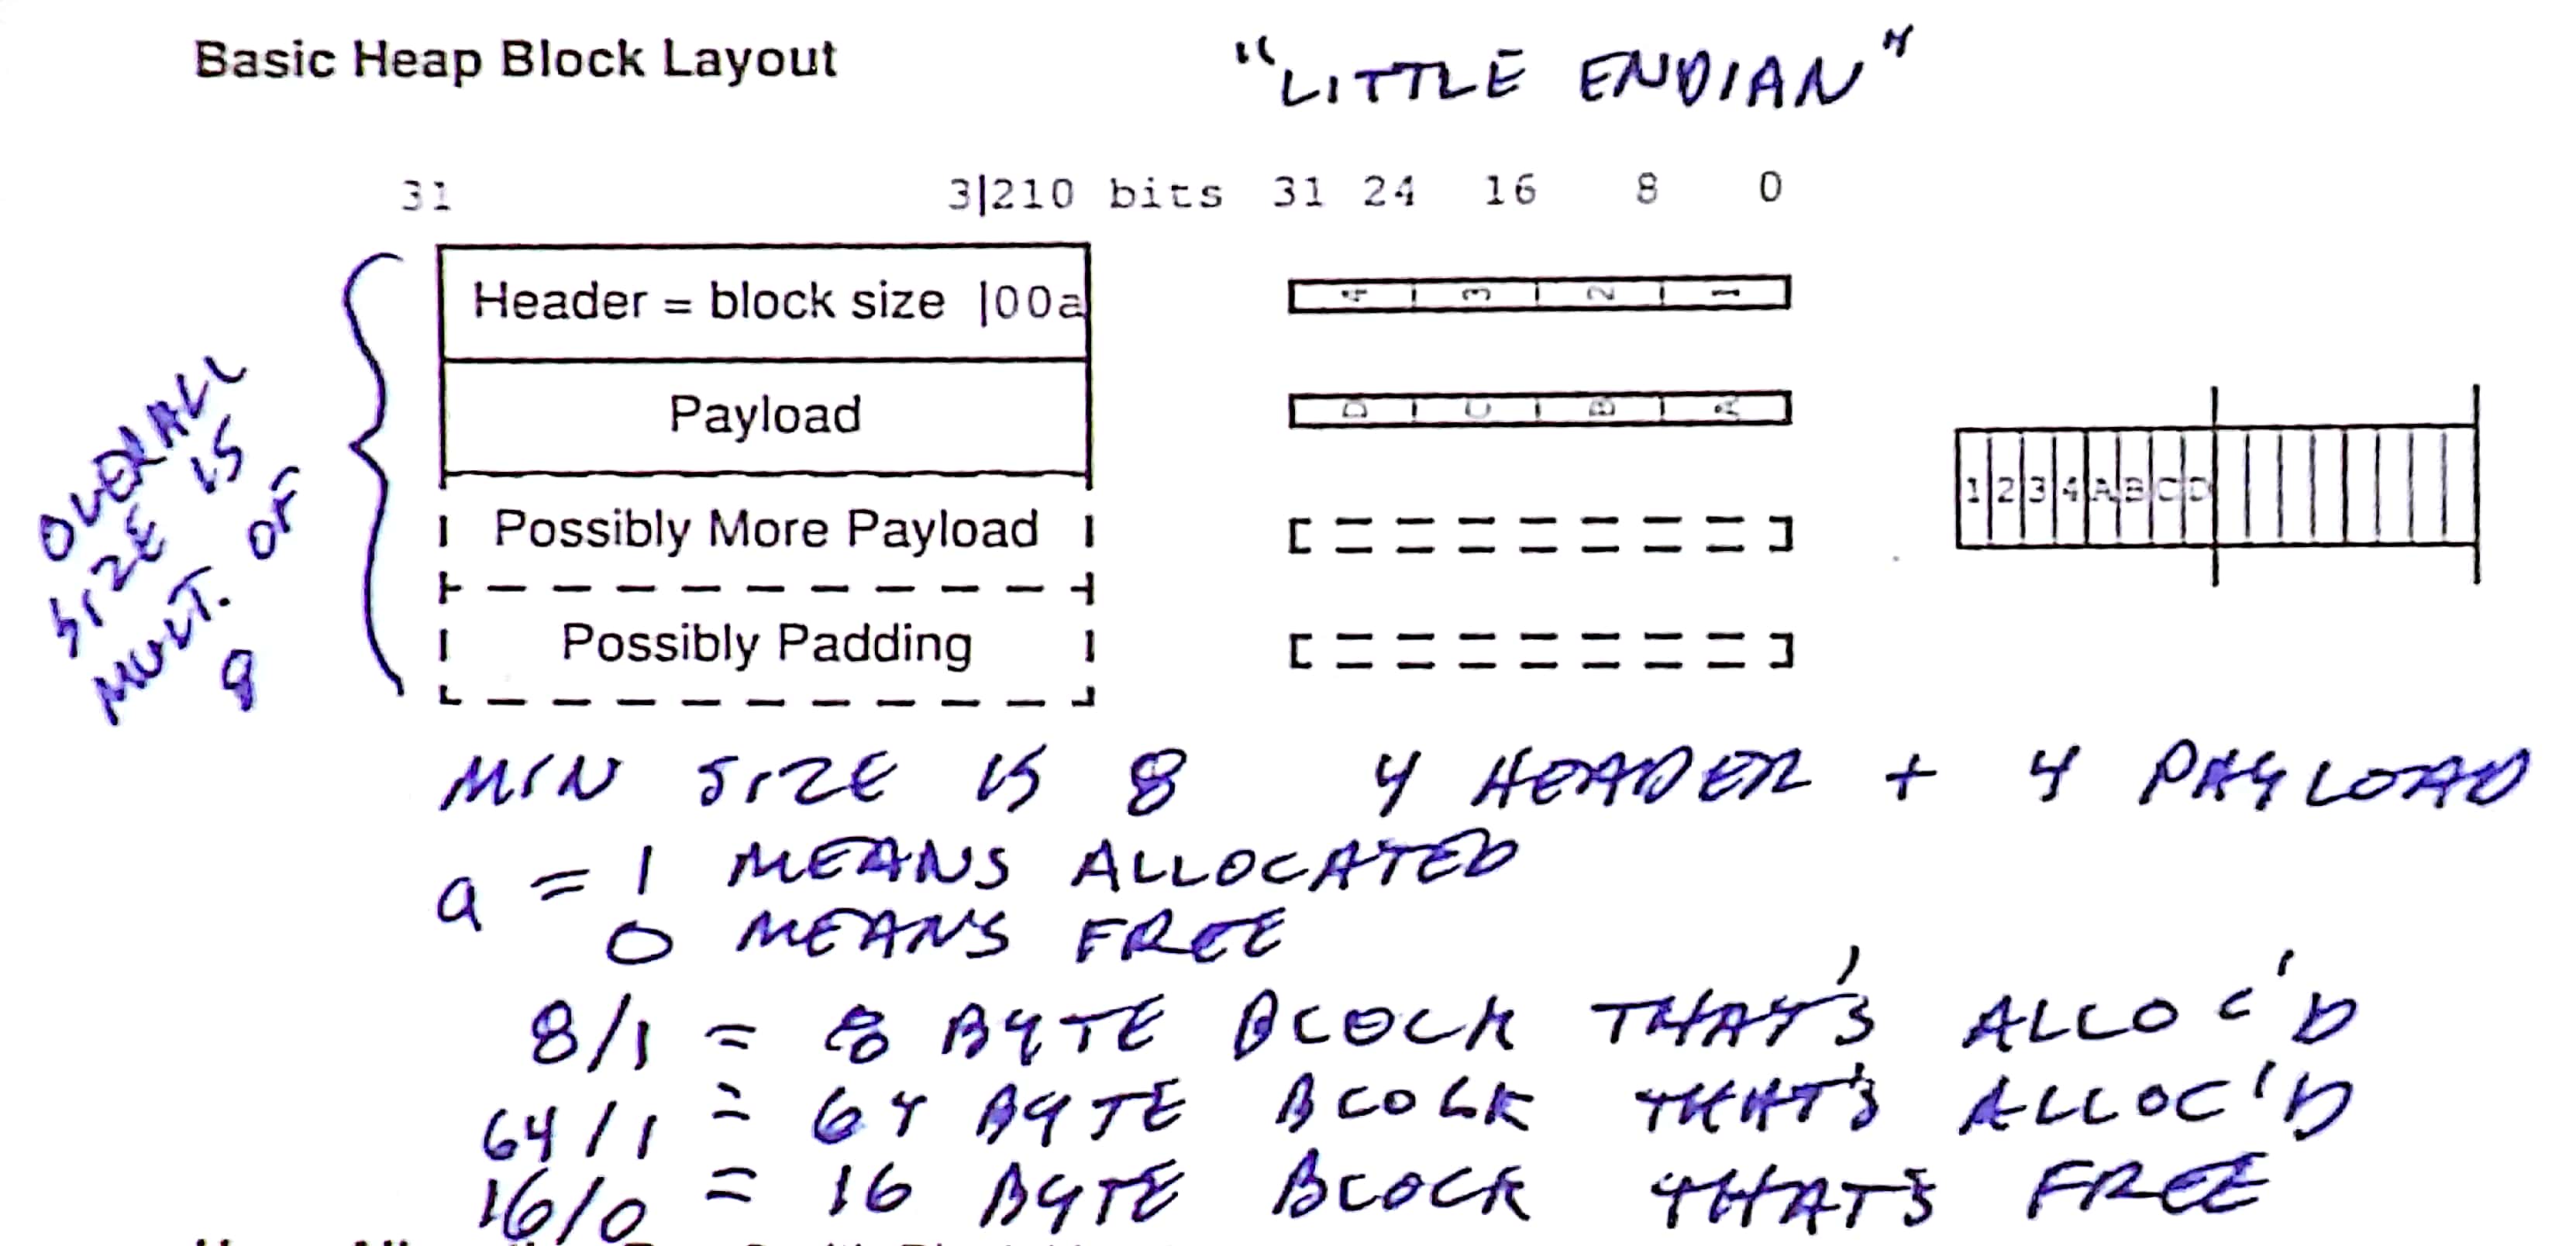 Basic Heap Block Layout
"LITTLE ENDIAN"
31 3|210 bits 31 24 16 8 0
Header = block size |00a
4 3 2 1
Payload
D C B A
1 2 3 4 A B C D
Possibly More Payload
Possibly Padding
OVERALL
SIZE IS
MULT. OF
8
MIN SIZE IS 8 4 HEADER + 4 PAYLOAD
a = 1 MEANS ALLOCATED
0 MEANS FREE
8/1 = 8 BYTE BLOCK THAT'S ALLOC'D
64/1 = 64 BYTE BLOCK THAT'S ALLOC'D
16/0 = 16 BYTE BLOCK THAT'S FREE